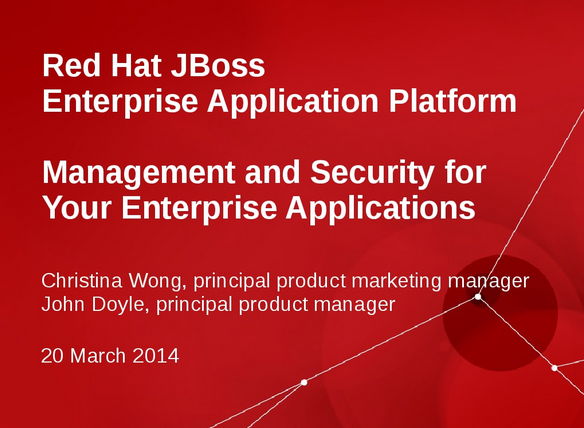 Red Hat JBoss
Enterprise Application Platform
Management and Security for
Your Enterprise Applications
Christina Wong, principal product marketing manager
John Doyle, principal product manager
20 March 2014